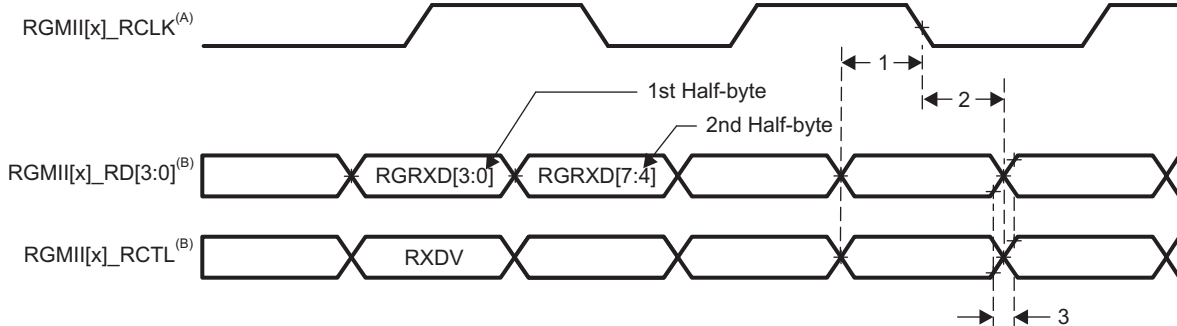 RGMII[x]_RCLK(A)
1
2
1st Half-byte
2nd Half-byte
RGMII[x]_RD[3:0](B)
RGRXD[3:0]
RGRXD[7:4]
RGMII[x]_RCTL(B)
RXDV
3